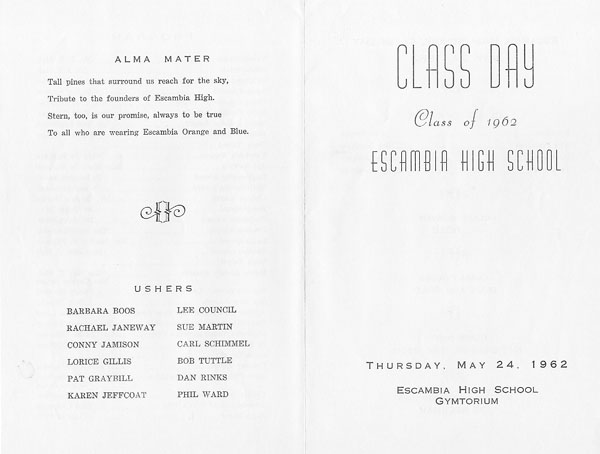 ALMA MATER
Tall pines that surround us reach for the sky,
Tribute to the founders of Escambia High.
Stern, too, is our promise, always to be true
To all who are wearing Escambia Orange and Blue.
USHERS
BARBARA BOOS LEE COUNCIL
RACHAEL JANEWAY SUE MARTIN
CONNY JAMISON CARL SCHIMMEL
LORICE GILLIS BOB TUTTLE
PAT GRAYBILL DAN RINKS
KAREN JEFFCOAT PHIL WARD
CLASS DAY
Class of 1962
ESCAMBIA HIGH SCHOOL
THURSDAY, MAY 24, 1962
ESCAMBIA HIGH SCHOOL
GYMTORIUM